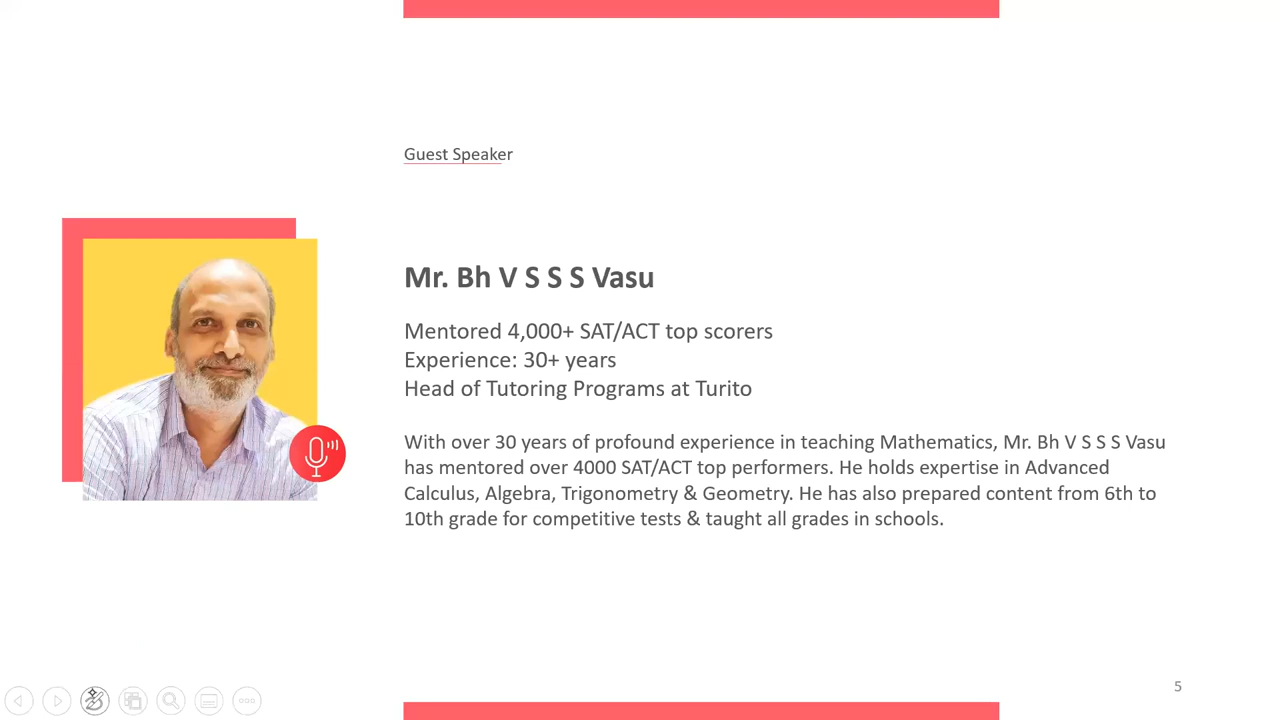 Guest Speaker
Mr. Bh V S S S Vasu
Mentored 4,000+ SAT/ACT top scorers
Experience: 30+ years
Head of Tutoring Programs at Turito
With over 30 years of profound experience in teaching Mathematics, Mr. Bh V S S S Vasu
has mentored over 4000 SAT/ACT top performers. He holds expertise in Advanced
Calculus, Algebra, Trigonometry & Geometry. He has also prepared content from 6th to
10th grade for competitive tests & taught all grades in schools.
5